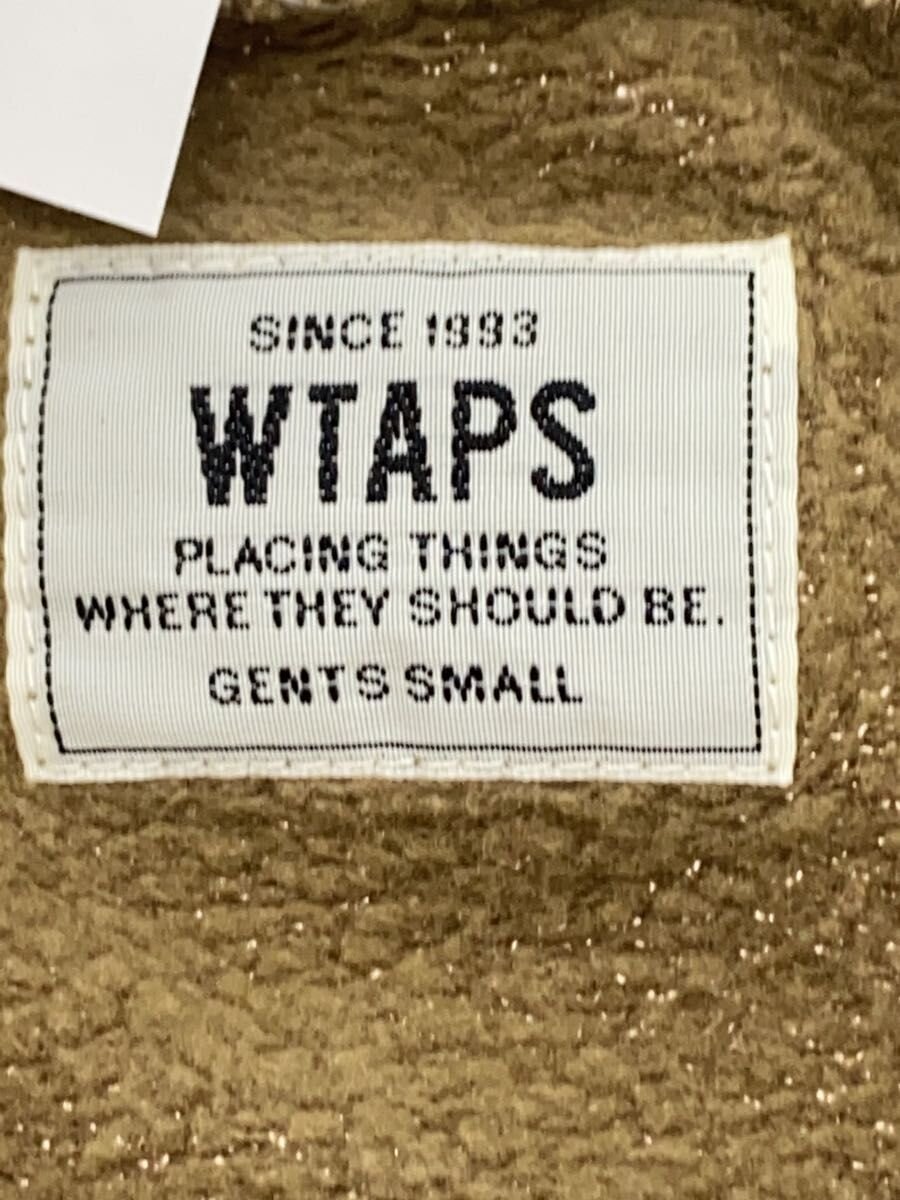 SINCE 1993
WTAPS
PLACING THINGS
WHERE THEY SHOULD BE.
GENTS SMALL